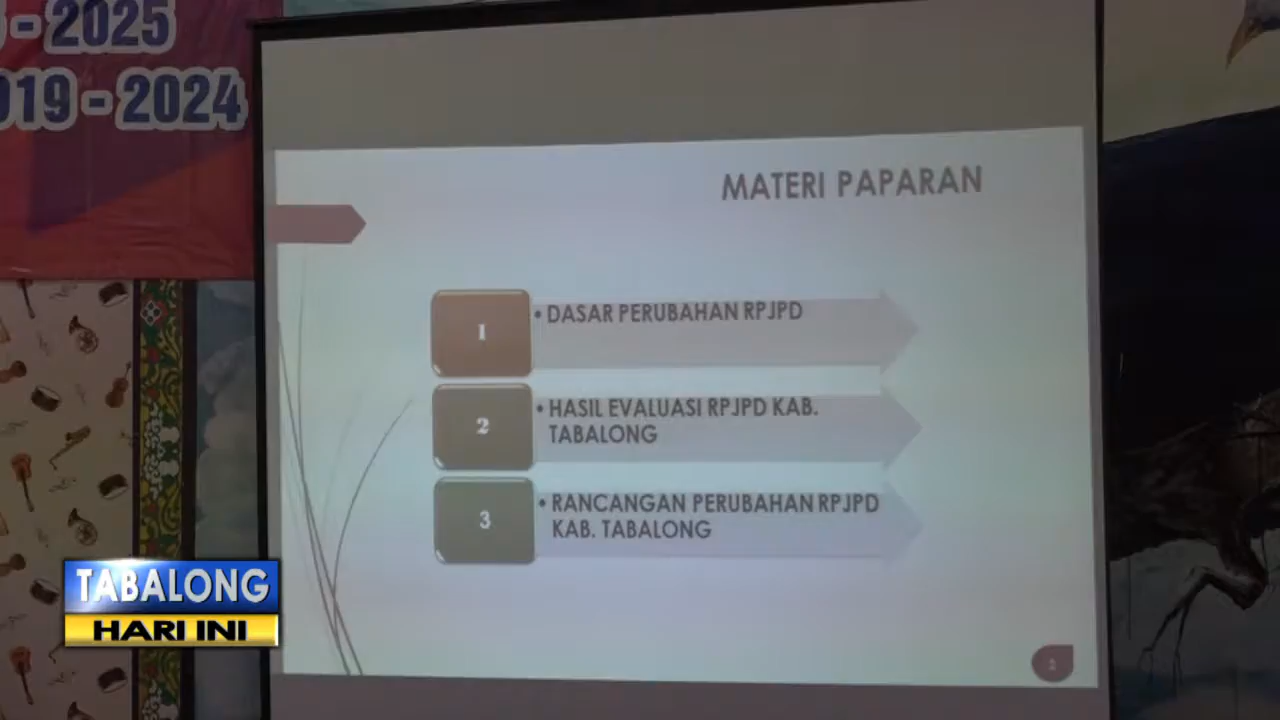 - 2025
019 - 2024
MATERI PAPARAN
1
• DASAR PERUBAHAN RPJPD
2
• HASIL EVALUASI RPJPD KAB.
TABALONG
3
• RANCANGAN PERUBAHAN RPJPD
KAB. TABALONG
TABALONG
HARI INI
2